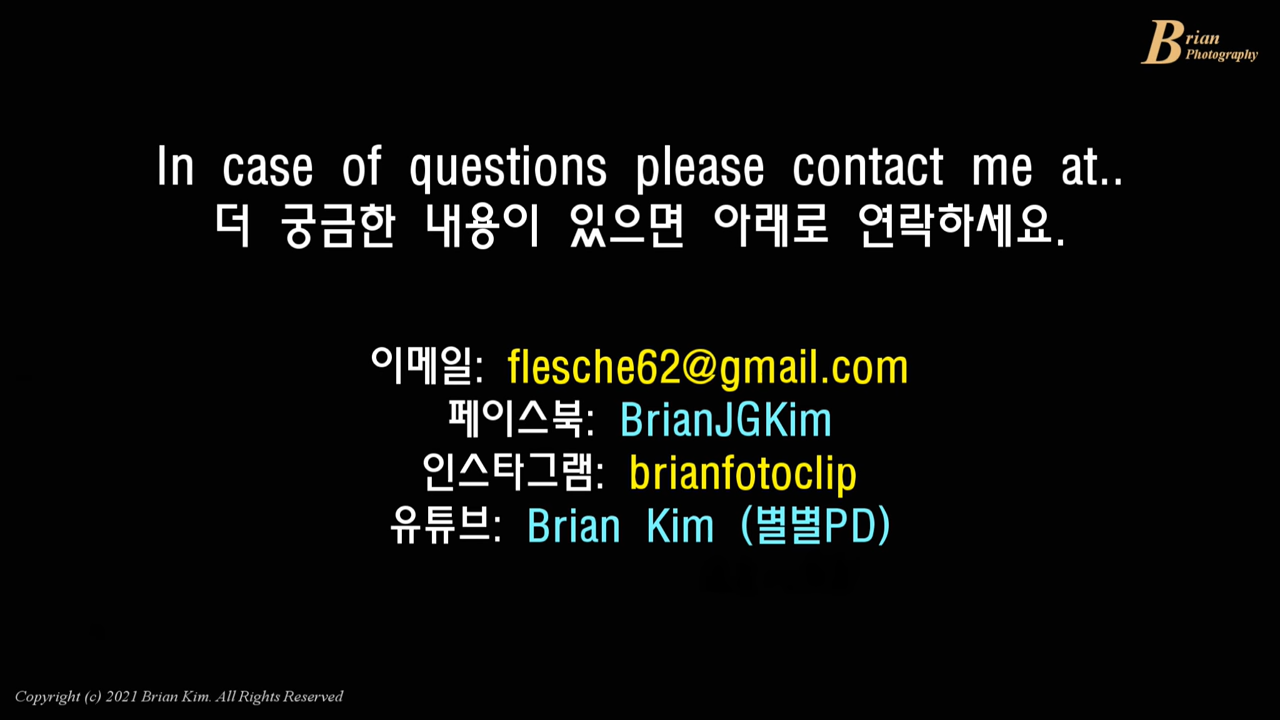 Brian
Photography
In case of questions please contact me at..
더 궁금한 내용이 있으면 아래로 연락하세요.
이메일: flesche62@gmail.com
페이스북: BrianJGKim
인스타그램: brianfotoclip
유튜브: Brian Kim (별별PD)
Copyright (c) 2021 Brian Kim. All Rights Reserved